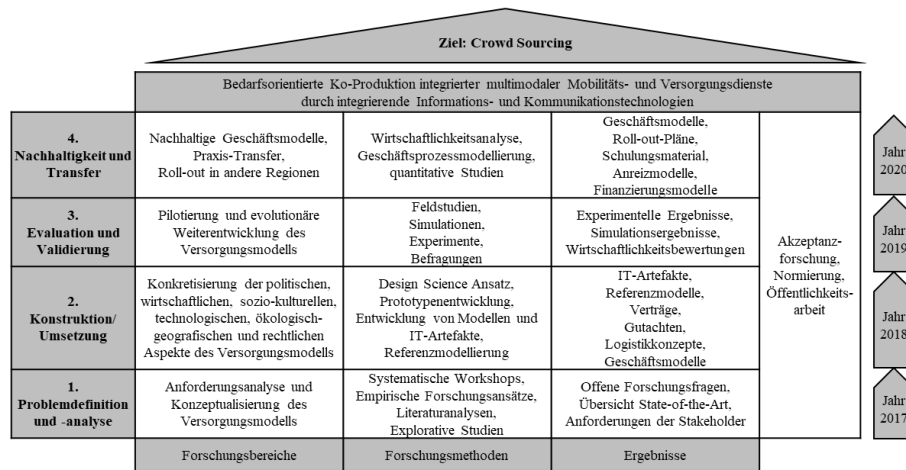 Ziel: Crowd Sourcing
Bedarfsorientierte Ko-Produktion integrierter multimodaler Mobilitäts- und Versorgungsdienste
durch integrierende Informations- und Kommunikationstechnologien
4.
Nachhaltigkeit und
Transfer
Nachhaltige Geschäftsmodelle,
Praxis-Transfer,
Roll-out in andere Regionen
Wirtschaftlichkeitsanalyse,
Geschäftsprozessmodellierung,
quantitative Studien
Geschäftsmodelle,
Roll-out-Pläne,
Schulungsmaterial,
Anreizmodelle,
Finanzierungsmodelle
Jahr
2020
3.
Evaluation und
Validierung
Pilotierung und evolutionäre
Weiterentwicklung des
Versorgungsmodells
Feldstudien,
Simulationen,
Experimente,
Befragungen
Experimentelle Ergebnisse,
Simulationsergebnisse,
Wirtschaftlichkeitsbewertungen
Akzeptanz-
forschung,
Normierung,
Öffentlichkeits-
arbeit
Jahr
2019
2.
Konstruktion/
Umsetzung
Konkretisierung der politischen,
wirtschaftlichen, sozio-kulturellen,
technologischen, ökologisch-
geografischen und rechtlichen
Aspekte des Versorgungsmodells
Design Science Ansatz,
Prototypenentwicklung,
Entwicklung von Modellen und
IT-Artefakte,
Referenzmodellierung
IT-Artefakte,
Referenzmodelle,
Verträge,
Gutachten,
Logistikkonzepte,
Geschäftsmodelle
Jahr
2018
1.
Problemdefinition
und -analyse
Anforderungsanalyse und
Konzeptualisierung des
Versorgungsmodells
Systematische Workshops,
Empirische Forschungsansätze,
Literaturanalysen,
Explorative Studien
Offene Forschungsfragen,
Übersicht State-of-the-Art,
Anforderungen der Stakeholder
Jahr
2017
Forschungsbereiche
Forschungsmethoden
Ergebnisse